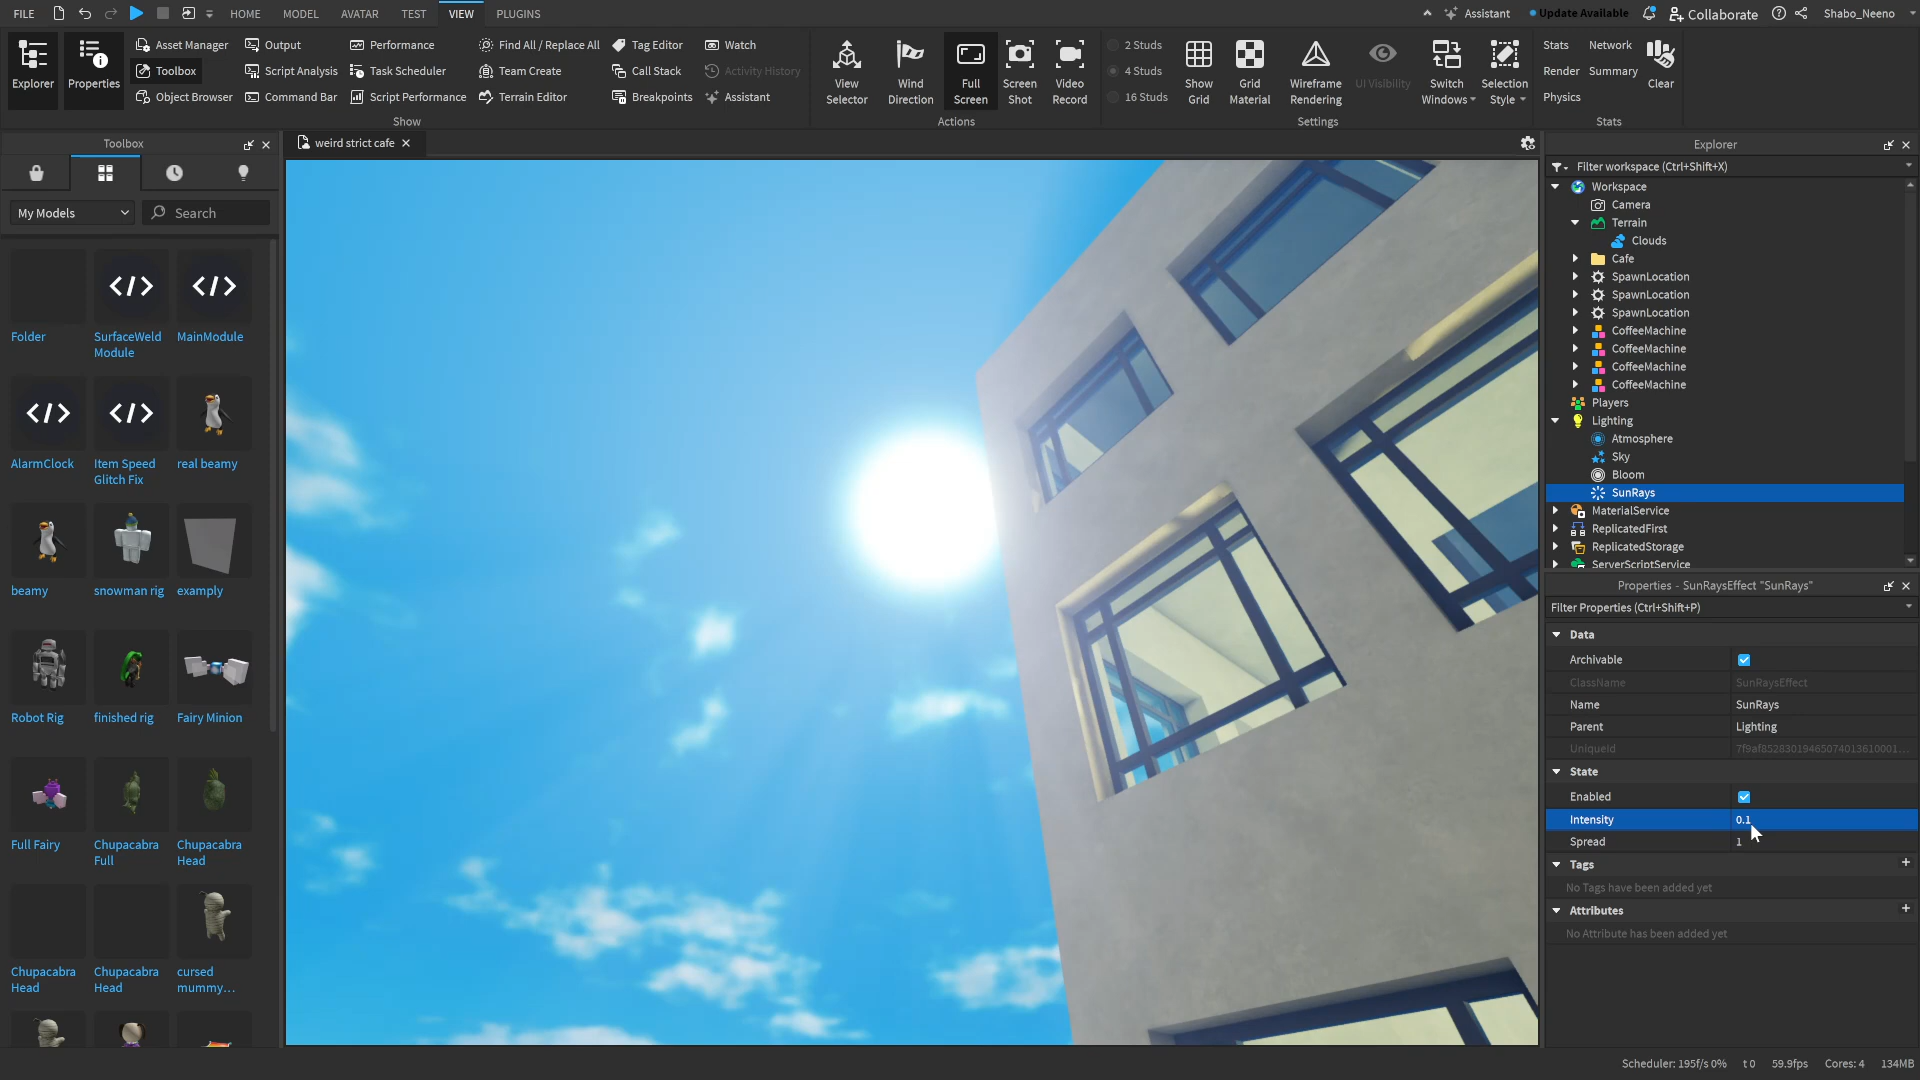 FILE
HOME
MODEL
AVATAR
TEST
VIEW
PLUGINS
Assistant
Update Available
Collaborate
Shabo_Neeno
Explorer
Properties
Asset Manager
Toolbox
Object Browser
Output
Script Analysis
Command Bar
Performance
Task Scheduler
Script Performance
Find All / Replace All
Team Create
Terrain Editor
Tag Editor
Call Stack
Breakpoints
Watch
Activity History
Assistant
Show
View
Selector
Wind
Direction
Full
Screen
Screen
Shot
Video
Record
Actions
2 Studs
4 Studs
16 Studs
Show
Grid
Grid
Material
Wireframe
Rendering
UI Visibility
Switch
Windows
Selection
Style
Settings
Stats
Network
Render
Summary
Physics
Clear
Stats
Toolbox
My Models
Search
Folder
SurfaceWeld
Module
MainModule
AlarmClock
Item Speed
Glitch Fix
real beamy
beamy
snowman rig
examply
Robot Rig
finished rig
Fairy Minion
Full Fairy
Chupacabra
Full
Chupacabra
Head
Chupacabra
Head
Chupacabra
Head
cursed
mummy...
weird strict cafe
Explorer
Filter workspace (Ctrl+Shift+X)
Workspace
Camera
Terrain
Clouds
Cafe
SpawnLocation
SpawnLocation
SpawnLocation
CoffeeMachine
CoffeeMachine
CoffeeMachine
CoffeeMachine
Players
Lighting
Atmosphere
Sky
Bloom
SunRays
MaterialService
ReplicatedFirst
ReplicatedStorage
ServerScriptService
Properties - SunRaysEffect "SunRays"
Filter Properties (Ctrl+Shift+P)
Data
Archivable
ClassName SunRaysEffect
Name SunRays
Parent Lighting
UniqueId 7f9af85283019465074013610001...
State
Enabled
Intensity 0.1
Spread 1
Tags
No Tags have been added yet
Attributes
No Attribute has been added yet
Scheduler: 195f/s 0% t 0 59.9fps Cores: 4 134MB